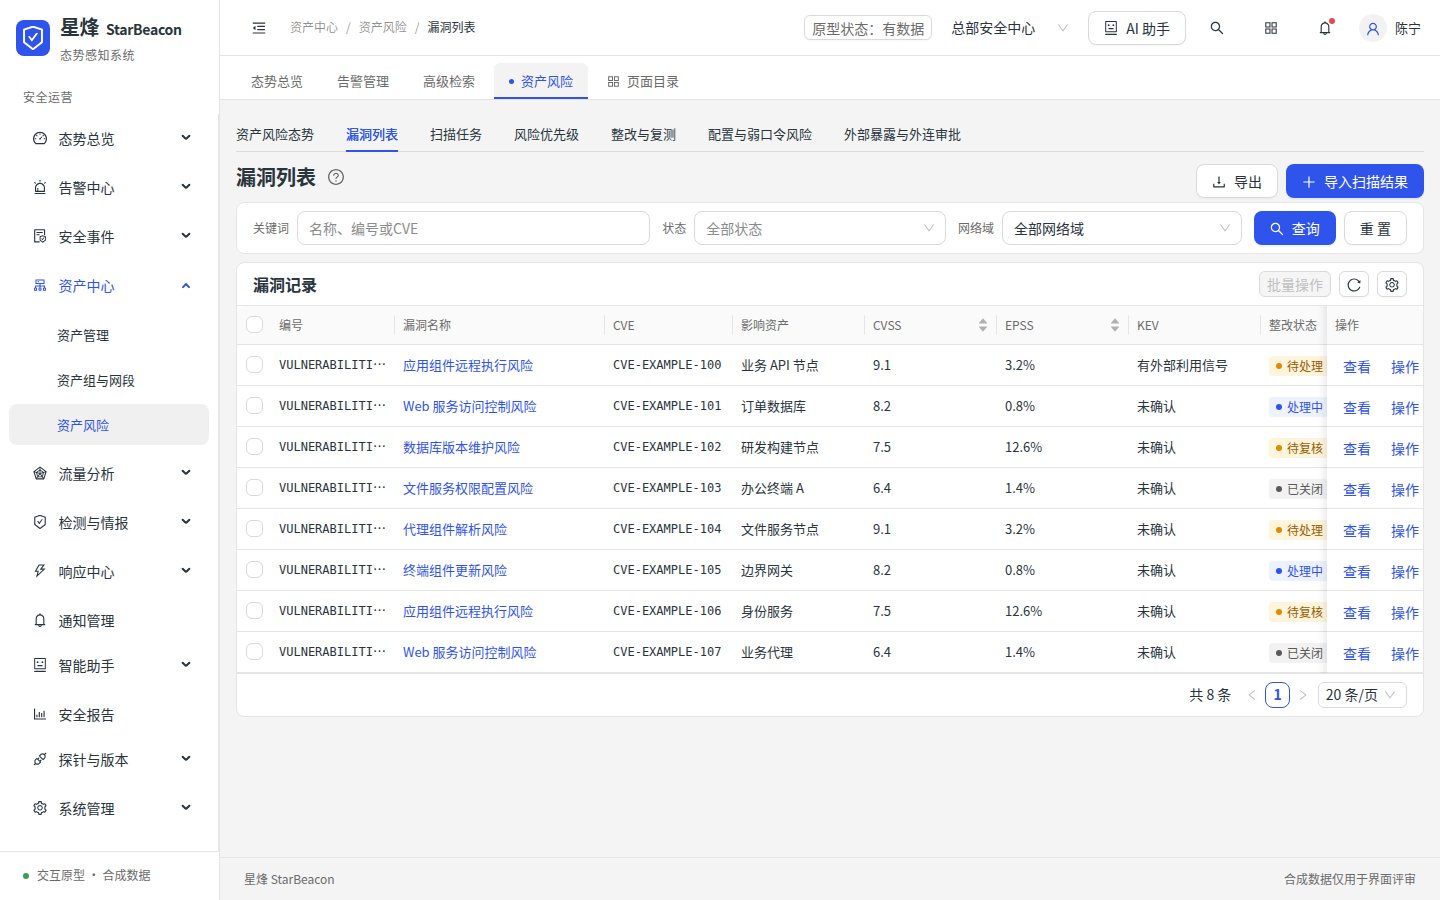 星烽 StarBeacon
态势感知系统
安全运营
态势总览
告警中心
安全事件
资产中心
资产管理
资产组与网段
资产风险
流量分析
检测与情报
响应中心
通知管理
智能助手
安全报告
探针与版本
系统管理
交互原型 · 合成数据
资产中心 / 资产风险 / 漏洞列表
原型状态：有数据
总部安全中心
AI 助手
陈宁
态势总览 告警管理 高级检索 资产风险 页面目录
资产风险态势 漏洞列表 扫描任务 风险优先级 整改与复测 配置与弱口令风险 外部暴露与外连审批
漏洞列表
导出
导入扫描结果
关键词 名称、编号或CVE 状态 全部状态 网络域 全部网络域 查询 重 置
漏洞记录
批量操作
编号 漏洞名称 CVE 影响资产 CVSS EPSS KEV 整改状态 操作
VULNERABILITI··· 应用组件远程执行风险 CVE-EXAMPLE-100 业务 API 节点 9.1 3.2% 有外部利用信号 待处理 查看 操作
VULNERABILITI··· Web 服务访问控制风险 CVE-EXAMPLE-101 订单数据库 8.2 0.8% 未确认 处理中 查看 操作
VULNERABILITI··· 数据库版本维护风险 CVE-EXAMPLE-102 研发构建节点 7.5 12.6% 未确认 待复核 查看 操作
VULNERABILITI··· 文件服务权限配置风险 CVE-EXAMPLE-103 办公终端 A 6.4 1.4% 未确认 已关闭 查看 操作
VULNERABILITI··· 代理组件解析风险 CVE-EXAMPLE-104 文件服务节点 9.1 3.2% 未确认 待处理 查看 操作
VULNERABILITI··· 终端组件更新风险 CVE-EXAMPLE-105 边界网关 8.2 0.8% 未确认 处理中 查看 操作
VULNERABILITI··· 应用组件远程执行风险 CVE-EXAMPLE-106 身份服务 7.5 12.6% 未确认 待复核 查看 操作
VULNERABILITI··· Web 服务访问控制风险 CVE-EXAMPLE-107 业务代理 6.4 1.4% 未确认 已关闭 查看 操作
共 8 条 < 1 > 20 条/页
星烽 StarBeacon
合成数据仅用于界面评审